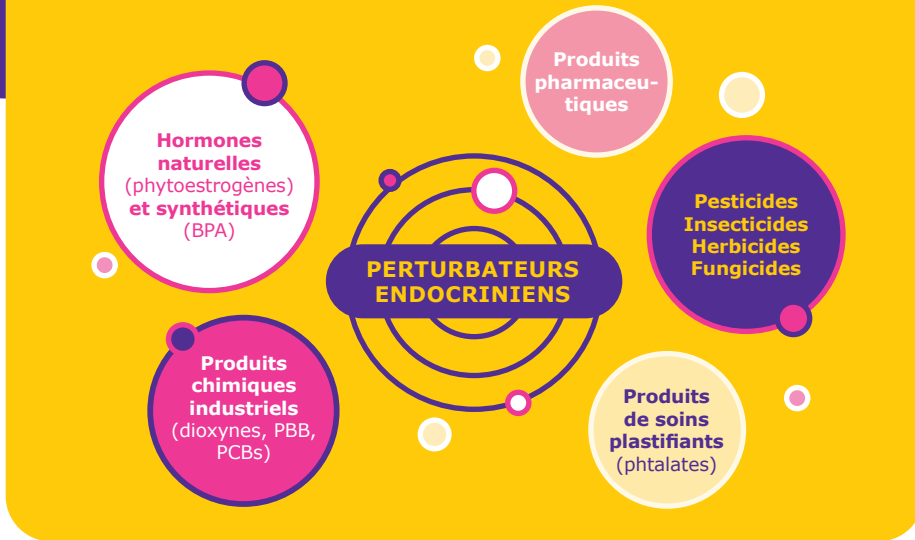 Produits
pharmaceu-
tiques
Hormones
naturelles
(phytoestrogènes)
et synthétiques
(BPA)
Pesticides
Insecticides
Herbicides
Fungicides
PERTURBATEURS
ENDOCRINIENS
Produits
chimiques
industriels
(dioxynes, PBB,
PCBs)
Produits
de soins
plastifiants
(phtalates)